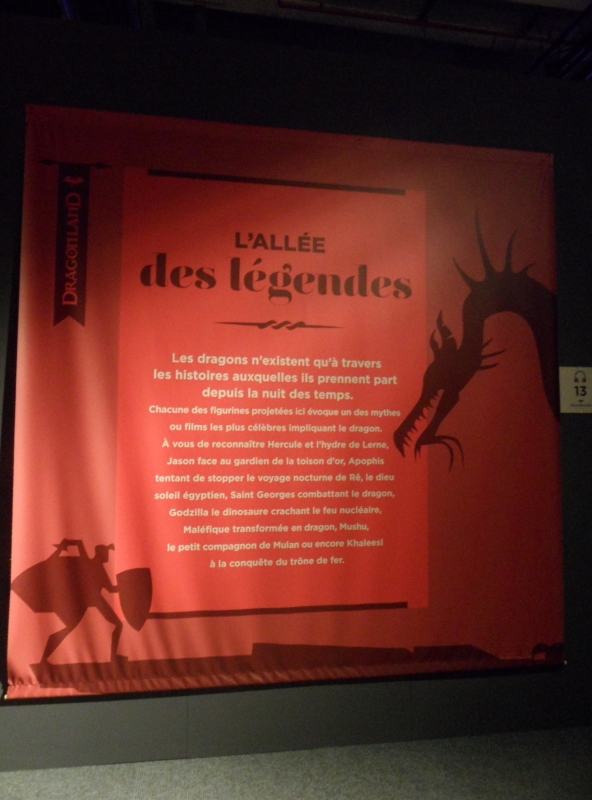 DRAGONLAND
L'ALLÉE
des légendes
Les dragons n'existent qu'à travers
les histoires auxquelles ils prennent part
depuis la nuit des temps.
Chacune des figurines projetées ici évoque un des mythes
ou films les plus célèbres impliquant le dragon.
À vous de reconnaître Hercule et l'hydre de Lerne,
Jason face au gardien de la toison d'or, Apophis
tentant de stopper le voyage nocturne de Rê, le dieu
soleil égyptien, Saint Georges combattant le dragon,
Godzilla le dinosaure crachant le feu nucléaire,
Maléfique transformée en dragon, Mushu,
le petit compagnon de Mulan ou encore Khaleesi
à la conquête du trône de fer.
13